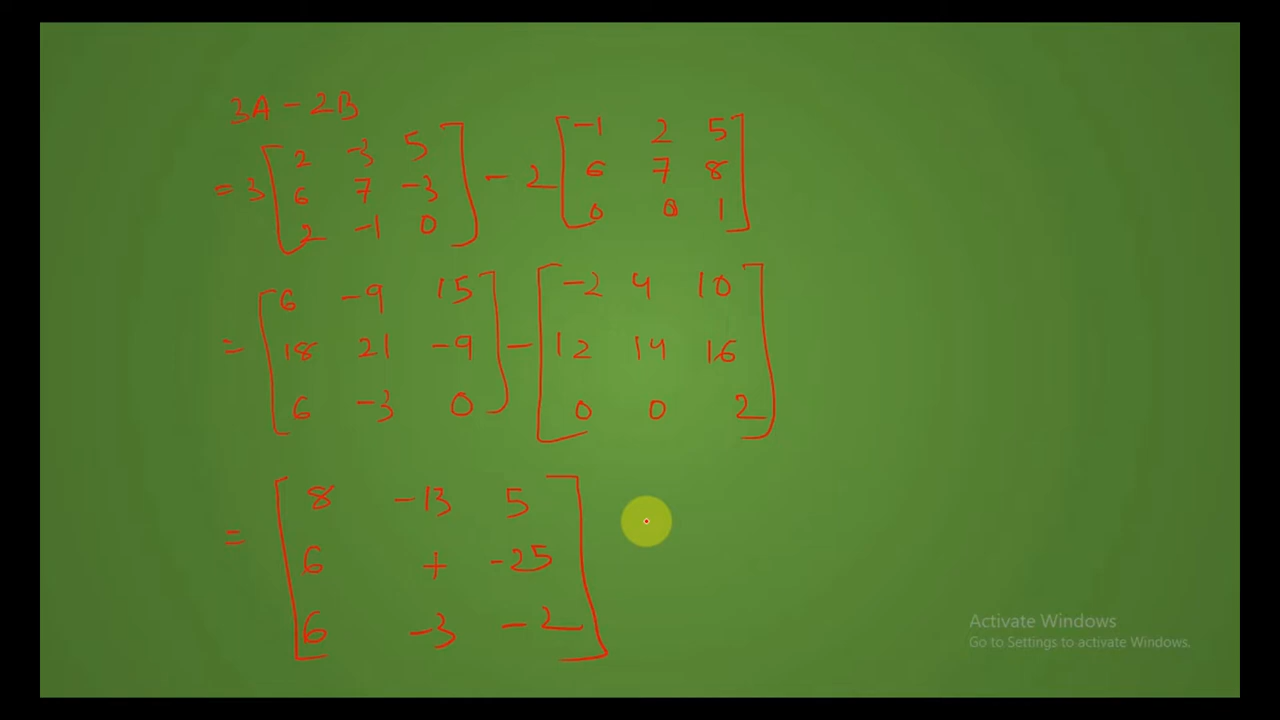 3A - 2B
= 3 [ 2 -3 5 ] - 2 [ -1 2 5 ]
[ 6 7 -3 ] [ 6 7 8 ]
[ 2 -1 0 ] [ 0 0 1 ]
= [ 6 -9 15 ] - [ -2 4 10 ]
[ 18 21 -9 ] [ 12 14 16 ]
[ 6 -3 0 ] [ 0 0 2 ]
= [ 8 -13 5 ]
[ 6 + -25 ]
[ 6 -3 -2 ]
Activate Windows
Go to Settings to activate Windows.